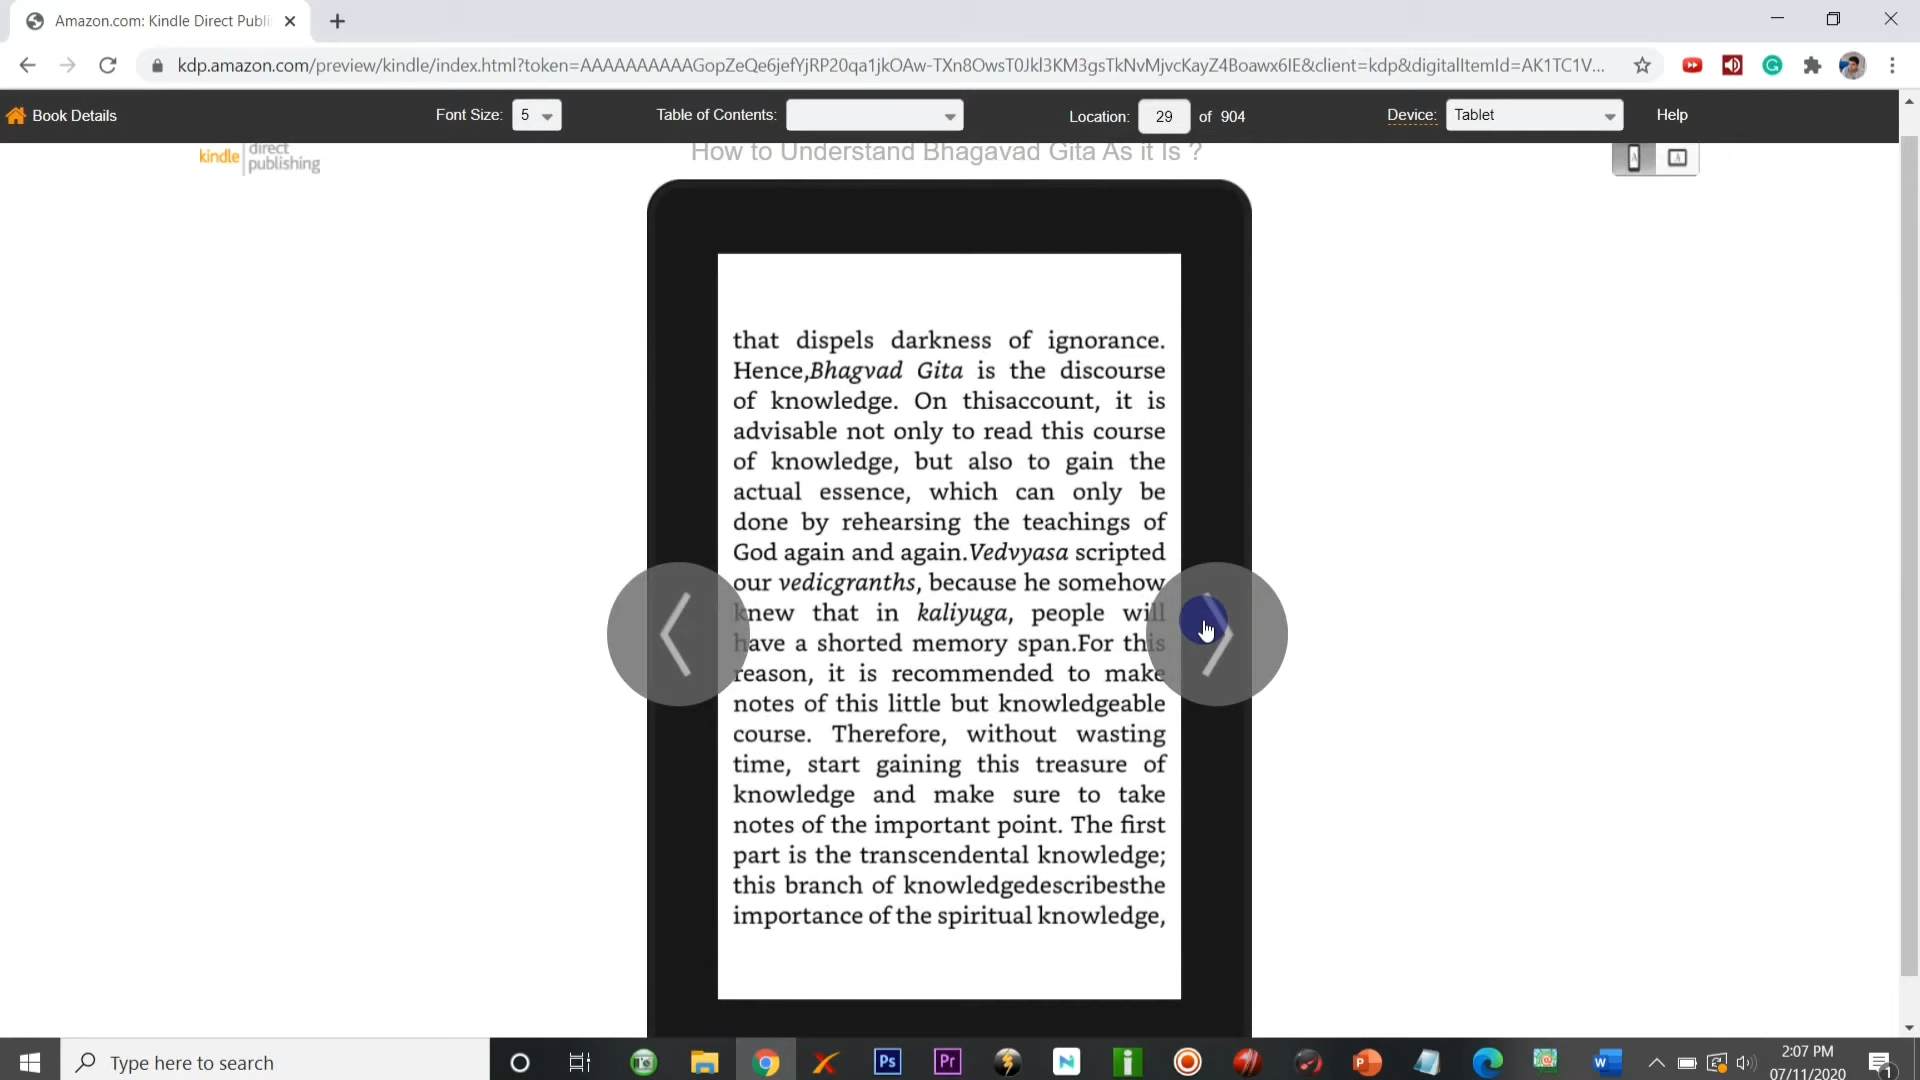 Amazon.com: Kindle Direct Publi
kdp.amazon.com/preview/kindle/index.html?token=AAAAAAAAAAGopZeQe6jefYjRP20qa1jkOAw-TXn8OwsT0Jkl3KM3gsTkNvMjvcKayZ4Boawx6IE&client=kdp&digitalItemId=AK1TC1V...
Book Details
Font Size: 5
Table of Contents:
Location: 29 of 904
Device: Tablet
Help
kindle direct publishing
How to Understand Bhagavad Gita As it Is ?
that dispels darkness of ignorance.
Hence,Bhagvad Gita is the discourse
of knowledge. On thisaccount, it is
advisable not only to read this course
of knowledge, but also to gain the
actual essence, which can only be
done by rehearsing the teachings of
God again and again.Vedvyasa scripted
our vedicgranths, because he somehow
knew that in kaliyuga, people will
have a shorted memory span.For this
reason, it is recommended to make
notes of this little but knowledgeable
course. Therefore, without wasting
time, start gaining this treasure of
knowledge and make sure to take
notes of the important point. The first
part is the transcendental knowledge;
this branch of knowledgedescribesthe
importance of the spiritual knowledge,
Type here to search
Ps
Pr
2:07 PM
07/11/2020
1